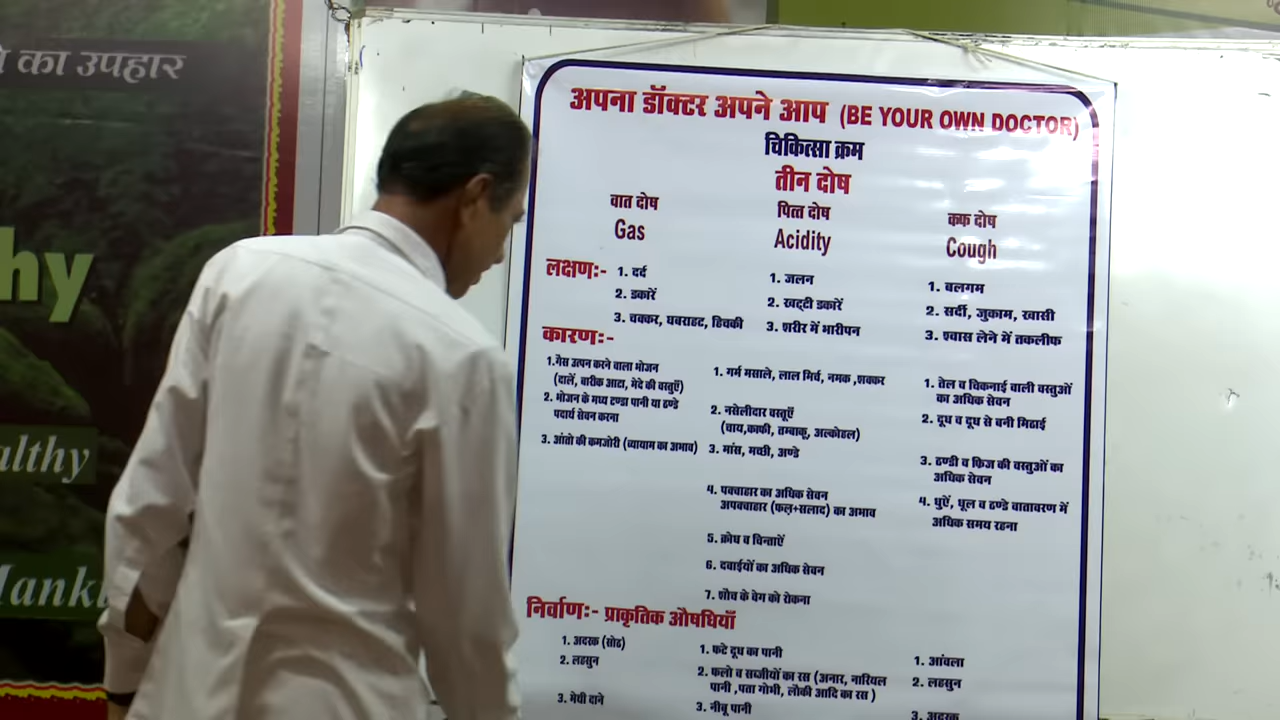 का उपहार
hy
althy
Manki
अपना डॉक्टर अपने आप (BE YOUR OWN DOCTOR)
चिकित्सा क्रम
तीन दोष
वात दोष
Gas
पित्त दोष
Acidity
कफ दोष
Cough
लक्षण:-
1. दर्द
2. डकारें
3. चक्कर, घबराहट, हिचकी
1. जलन
2. खट्टी डकारें
3. शरीर में भारीपन
1. बलगम
2. सर्दी, जुकाम, खासी
3. श्वास लेने में तकलीफ
कारण:-
1.गैस उत्पन करने वाला भोजन
(दालें, बारीक आटा, मेदे की वस्तुएँ)
2. भोजन के मध्य ठण्डा पानी या ठण्डे
पदार्थ सेवन करना
3. आंतो की कमजोरी (व्यायाम का अभाव)
1. गर्म मसाले, लाल मिर्च, नमक ,शक्कर
2. नसेलीदार वस्तूएँ
(चाय,काफी, तम्बाकू, अल्कोहल)
3. मांस, मच्छी, अण्डे
4. पक्वाहार का अधिक सेवन
अपक्वाहार (फल+सलाद) का अभाव
5. क्रोध व चिन्ताऐं
6. दवाईयों का अधिक सेवन
7. शौच के वेग को रोकना
1. तेल व चिकनाई वाली वस्तुओं
का अधिक सेवन
2. दूध व दूध से बनी मिठाई
3. ठण्डी व फ्रिज की वस्तुओं का
अधिक सेवन
4. धुऐं, धूल व ठण्डे वातावरण में
अधिक समय रहना
निर्वाण:- प्राकृतिक औषधियाँ
1. अदरक (सोठ)
2. लहसुन
3. मेथी दाने
1. फटे दूध का पानी
2. फलो व सब्जीयों का रस (अनार, नारियल
पानी ,पता गोभी, लौकी आदि का रस )
3. नींबू पानी
1. आंवला
2. लहसुन
3. अदरक